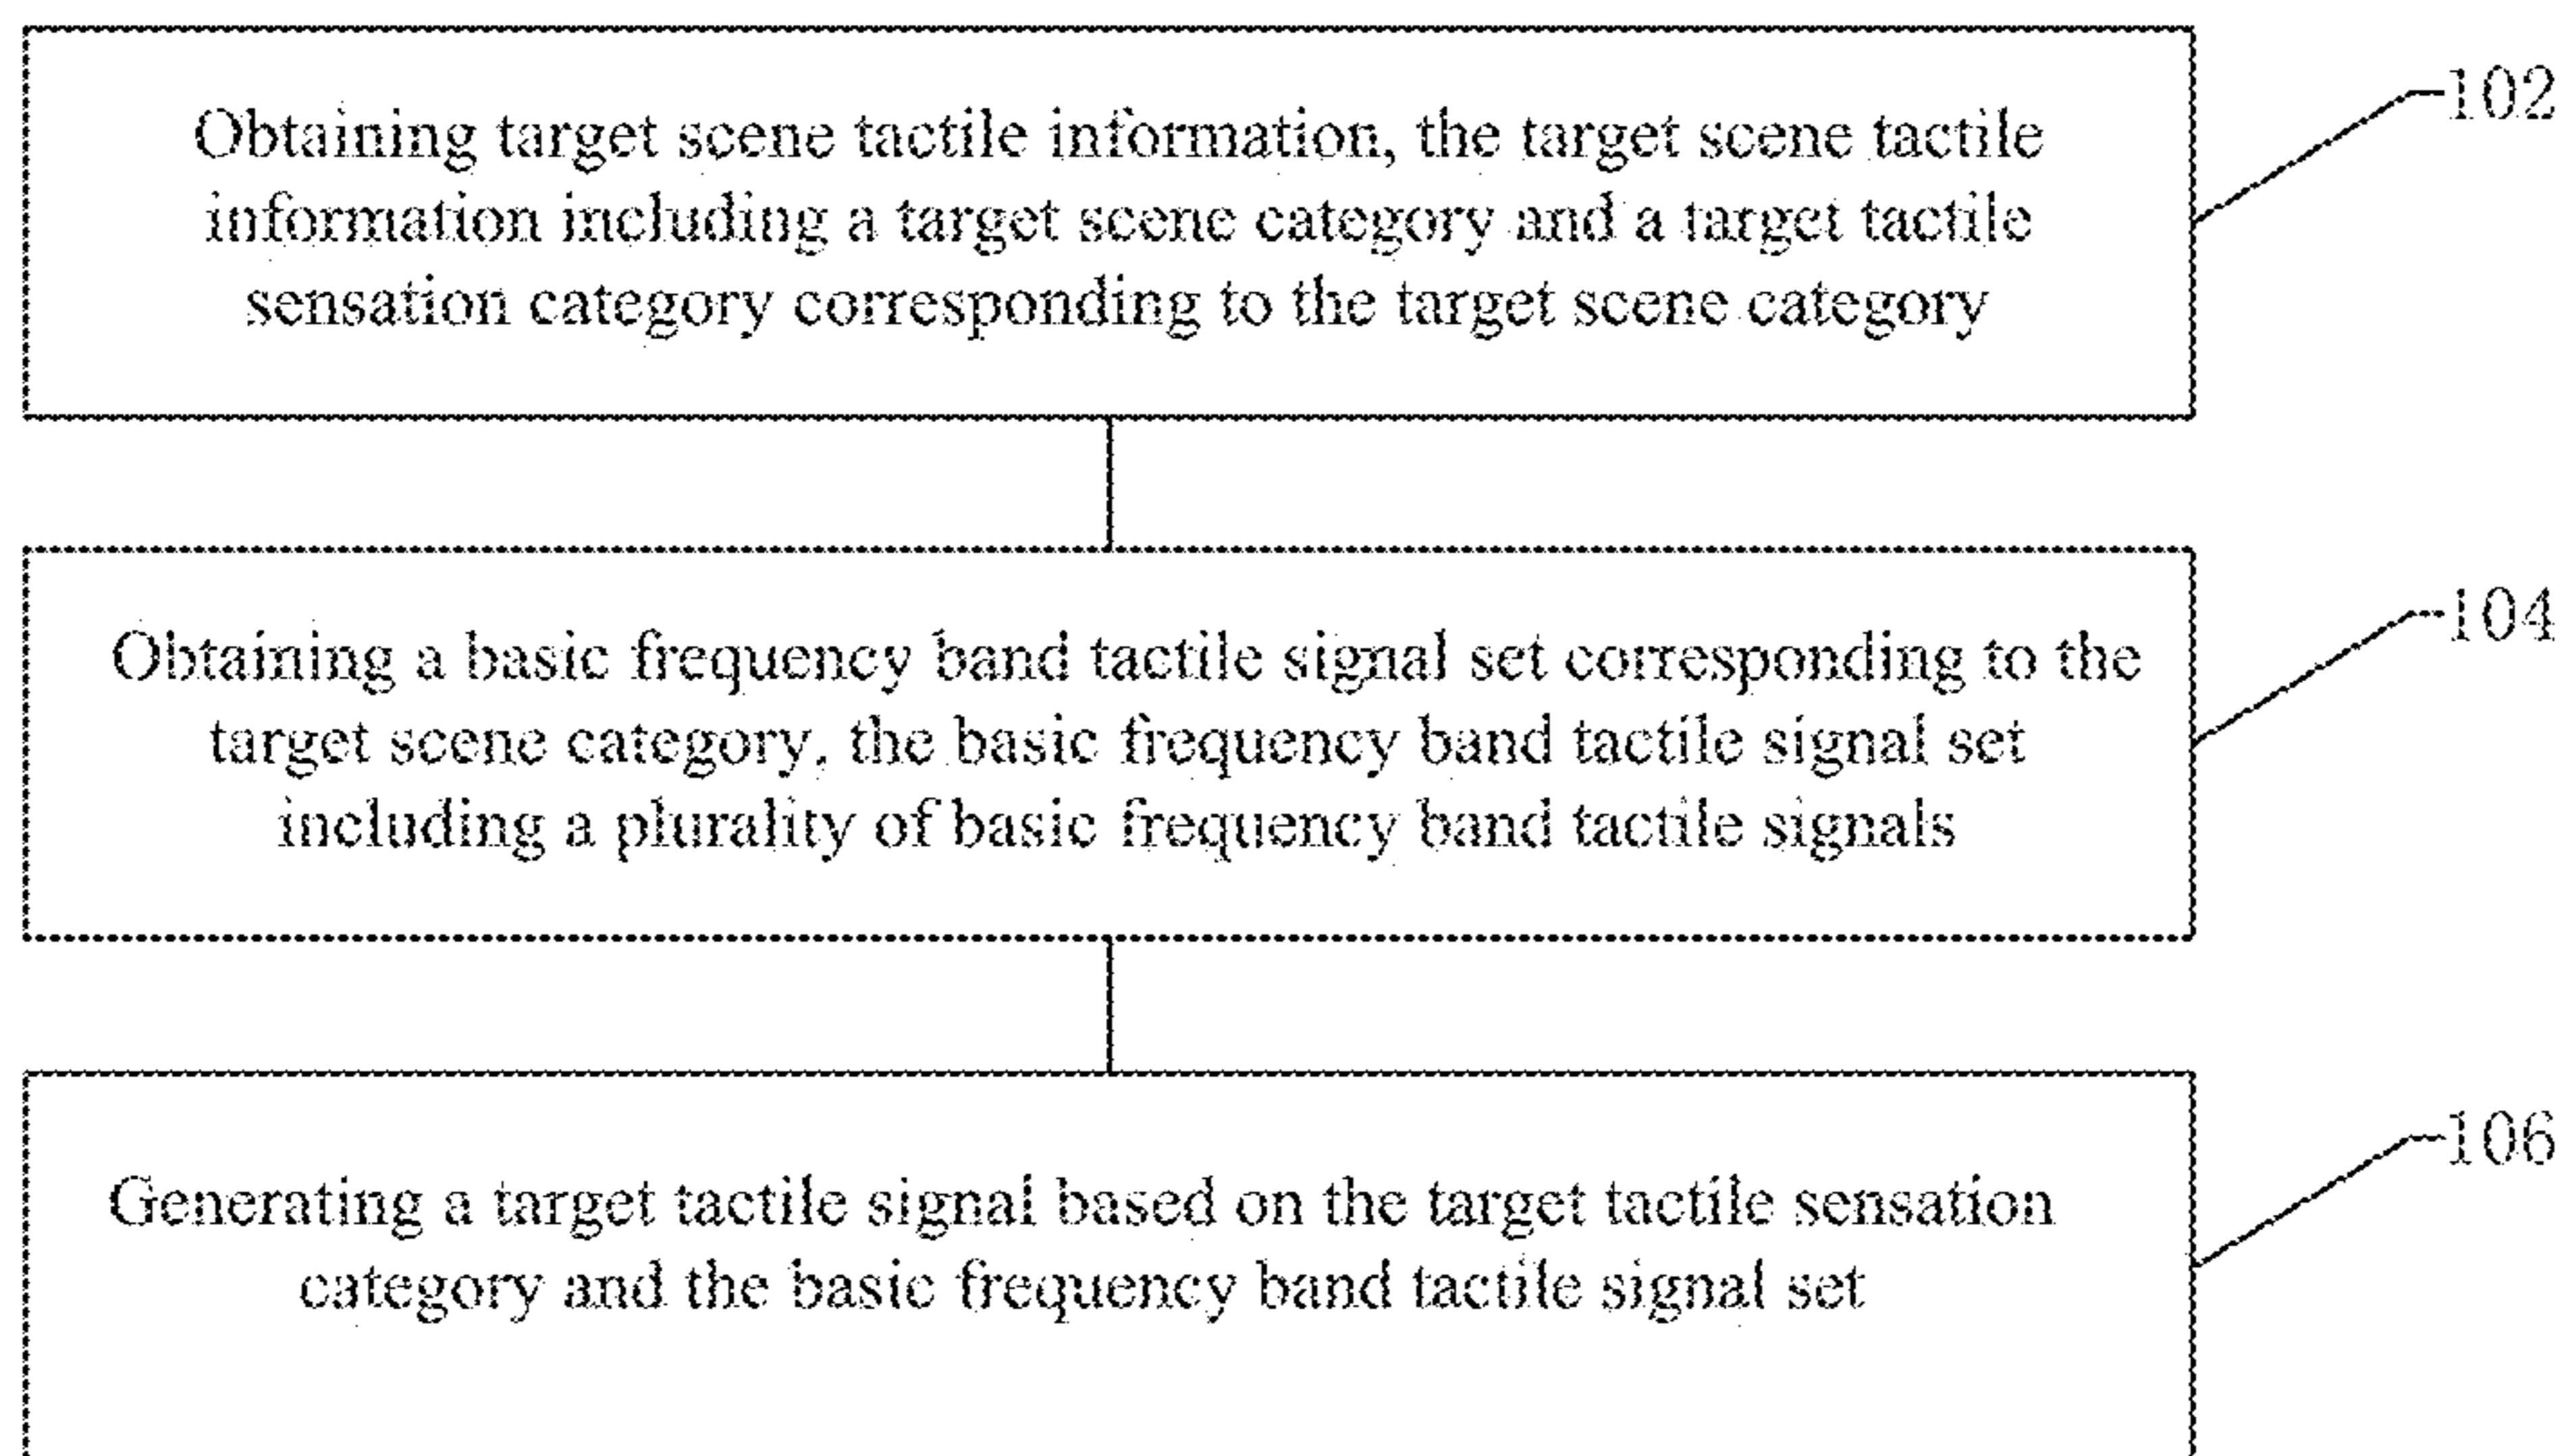 Obtaining target scene tactile information, the target scene tactile
information including a target scene category and a target tactile
sensation category corresponding to the target scene category
102
Obtaining a basic frequency band tactile signal set corresponding to the
target scene category, the basic frequency band tactile signal set
including a plurality of basic frequency band tactile signals
104
Generating a target tactile signal based on the target tactile sensation
category and the basic frequency band tactile signal set
106